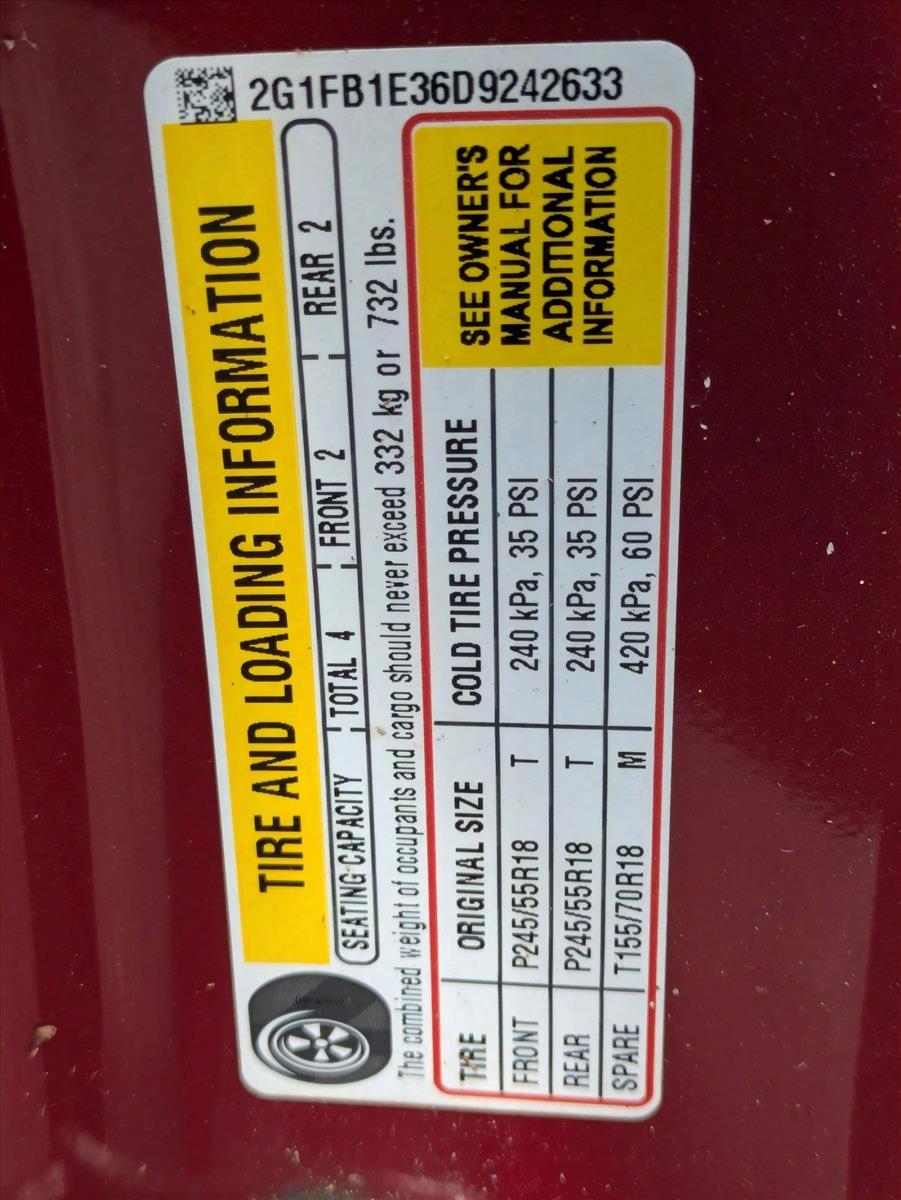 2G1FB1E36D9242633
TIRE AND LOADING INFORMATION
SEATING CAPACITY TOTAL 4 FRONT 2 REAR 2
The combined weight of occupants and cargo should never exceed 332 kg or 732 lbs.
TIRE ORIGINAL SIZE COLD TIRE PRESSURE
FRONT P245/55R18 T 240 kPa, 35 PSI
REAR P245/55R18 T 240 kPa, 35 PSI
SPARE T155/70R18 M 420 kPa, 60 PSI
SEE OWNER'S
MANUAL FOR
ADDITIONAL
INFORMATION